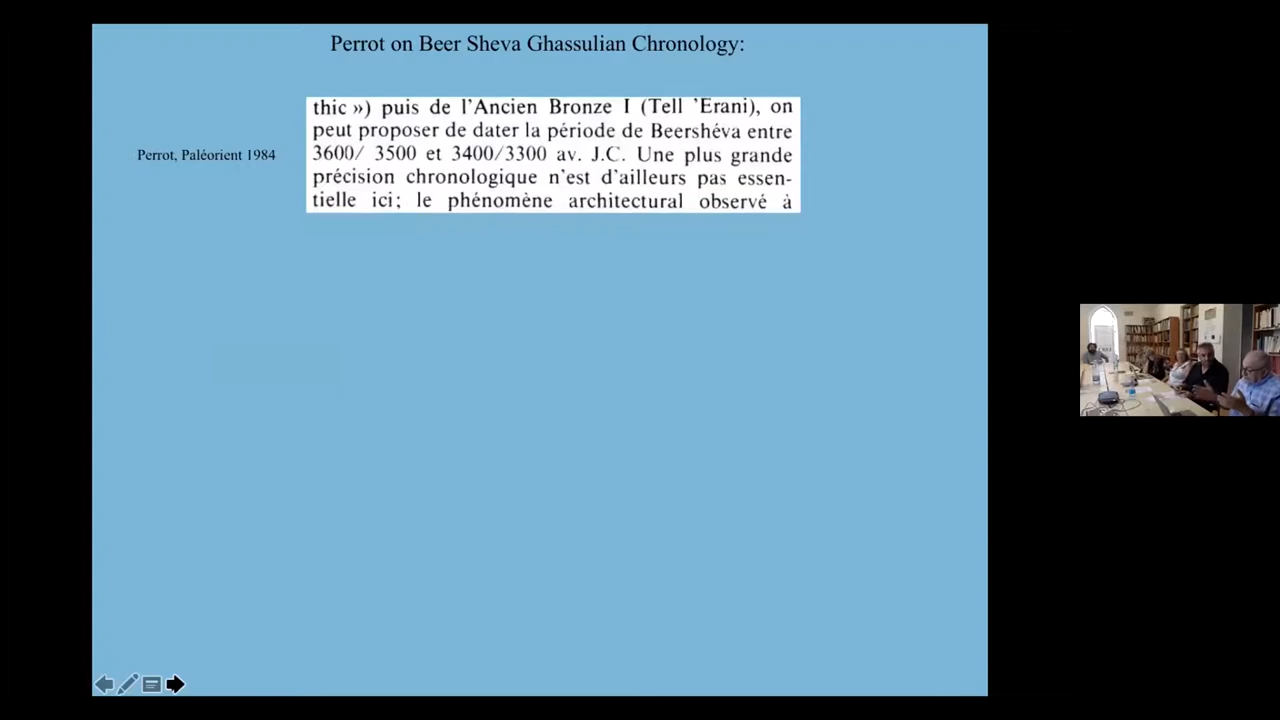 Perrot on Beer Sheva Ghassulian Chronology:
Perrot, Paléorient 1984
thic ») puis de l'Ancien Bronze I (Tell 'Erani), on
peut proposer de dater la période de Beershéva entre
3600/ 3500 et 3400/3300 av. J.C. Une plus grande
précision chronologique n'est d'ailleurs pas essen-
tielle ici; le phénomène architectural observé à